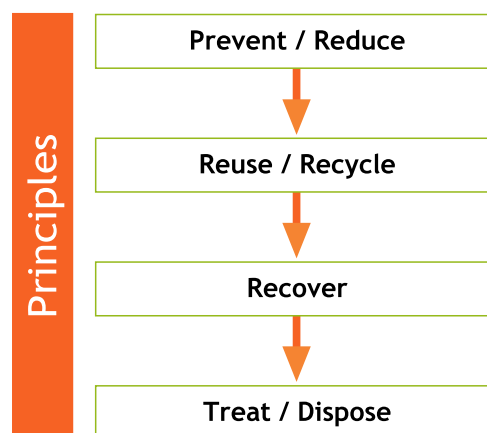 Principles
Prevent / Reduce
Reuse / Recycle
Recover
Treat / Dispose